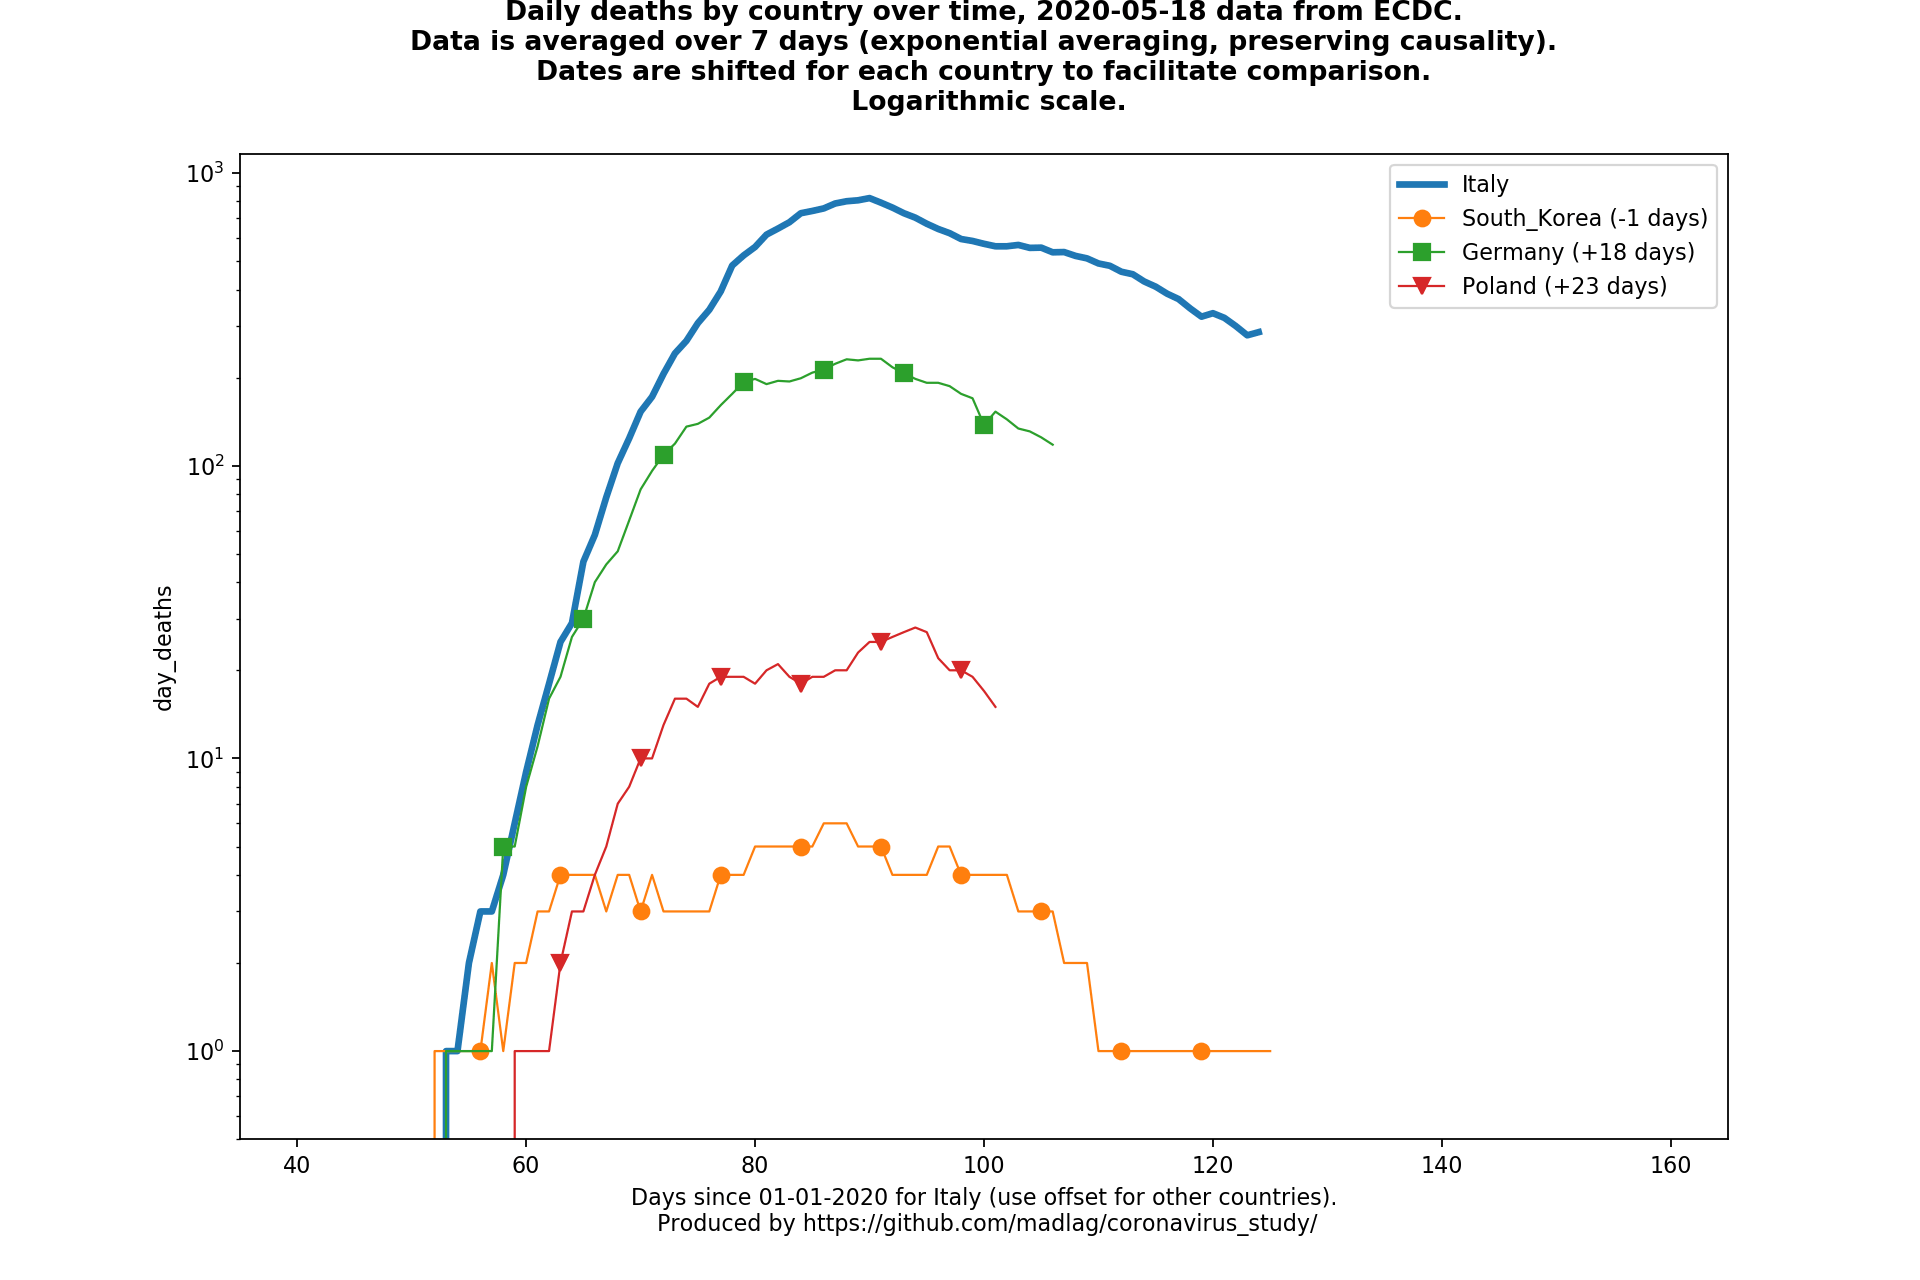 Daily deaths by country over time, 2020-05-18 data from ECDC.
Data is averaged over 7 days (exponential averaging, preserving causality).
Dates are shifted for each country to facilitate comparison.
Logarithmic scale.
10³
10²
10¹
10⁰
day_deaths
Italy
South_Korea (-1 days)
Germany (+18 days)
Poland (+23 days)
40 60 80 100 120 140 160
Days since 01-01-2020 for Italy (use offset for other countries).
Produced by https://github.com/madlag/coronavirus_study/